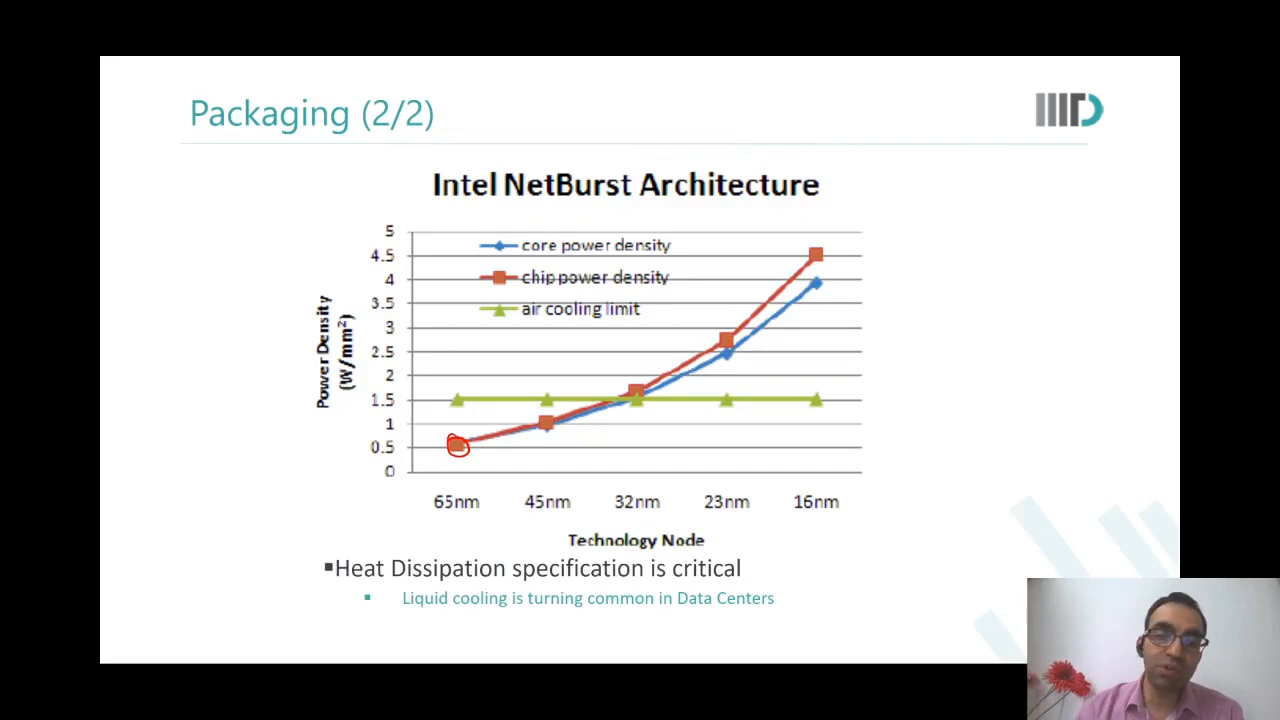 Packaging (2/2)
IIITD
Intel NetBurst Architecture
core power density
chip power density
air cooling limit
Power Density
(W/mm²)
5
4.5
4
3.5
3
2.5
2
1.5
1
0.5
0
65nm 45nm 32nm 23nm 16nm
Technology Node
▪Heat Dissipation specification is critical
▪ Liquid cooling is turning common in Data Centers